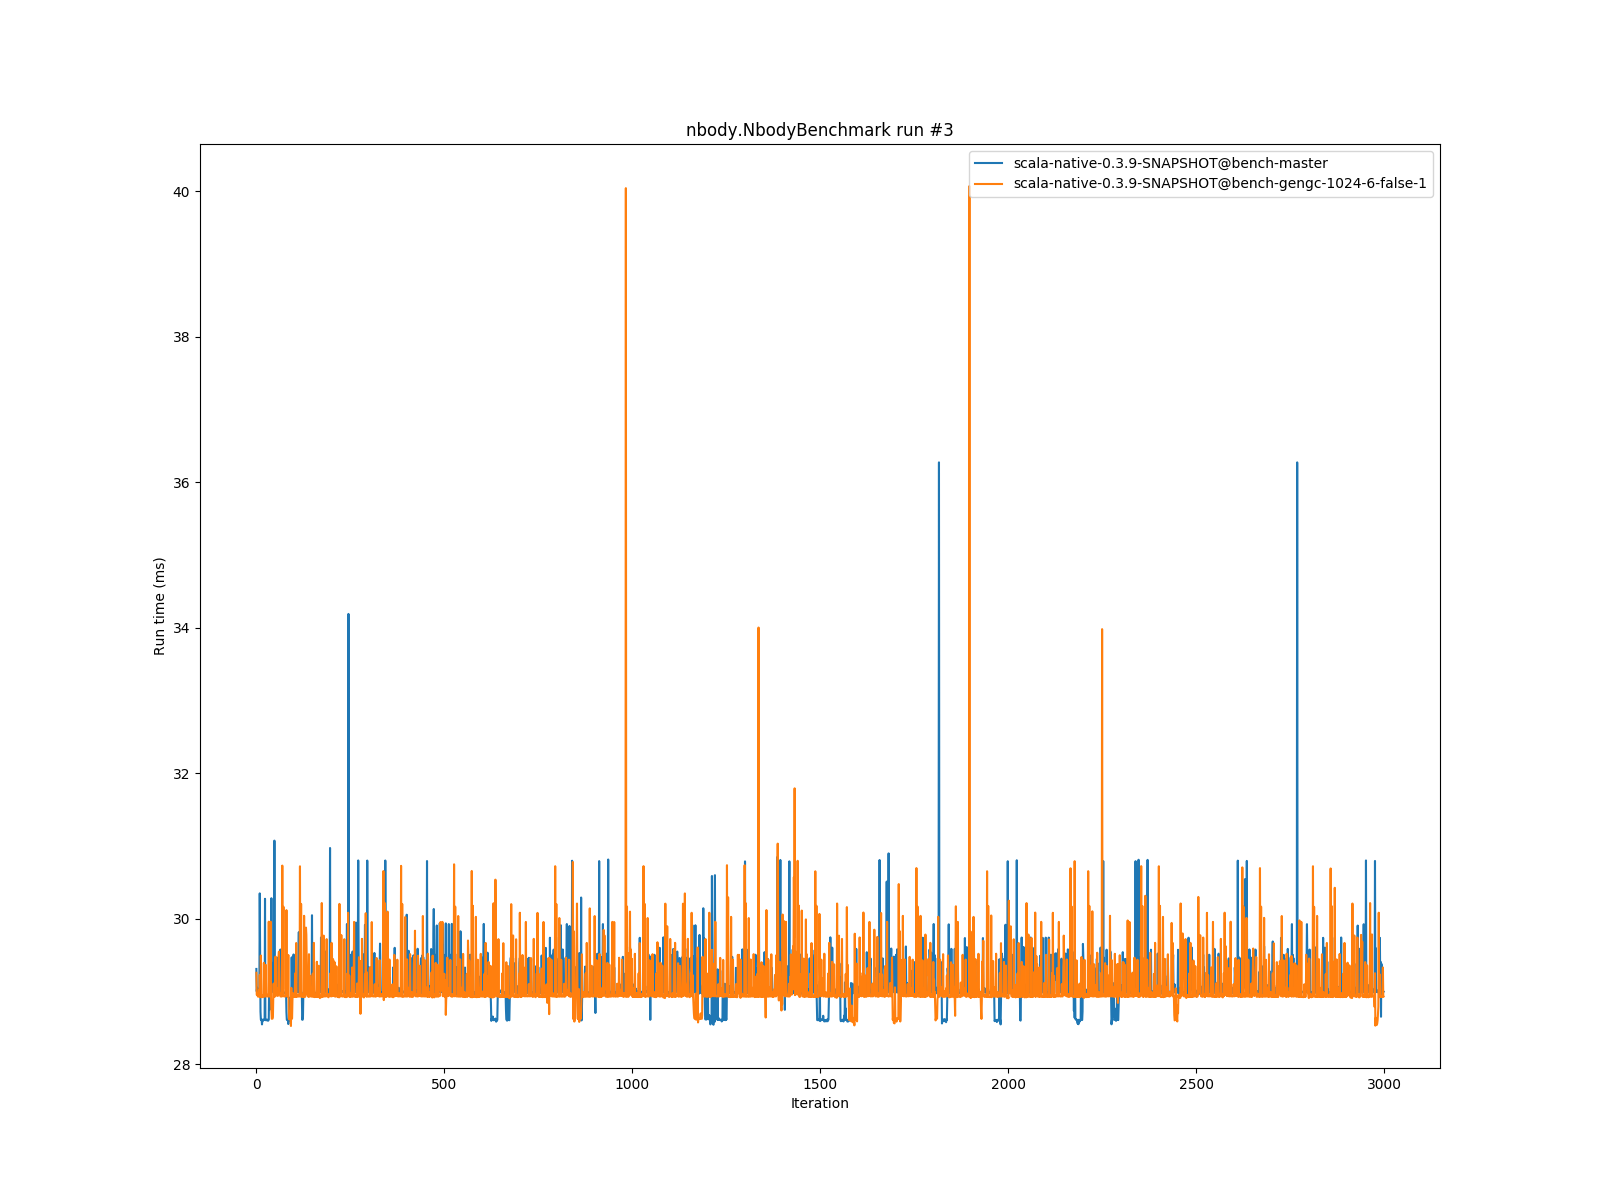 nbody.NbodyBenchmark run #3
scala-native-0.3.9-SNAPSHOT@bench-master
scala-native-0.3.9-SNAPSHOT@bench-gengc-1024-6-false-1
40
38
36
34
32
30
28
Run time (ms)
0 500 1000 1500 2000 2500 3000
Iteration